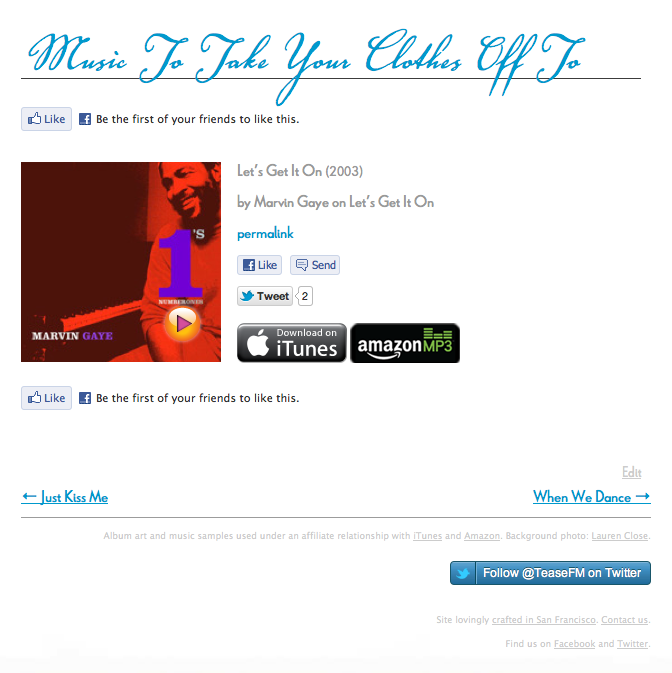 Music To Take Your Clothes Off To
Like Be the first of your friends to like this.
Let's Get It On (2003)
by Marvin Gaye on Let's Get It On
permalink
Like Send
Tweet 2
1'S
NUMBER ONES
MARVIN GAYE
Download on
iTunes
amazonMP3
Like Be the first of your friends to like this.
Edit
← Just Kiss Me When We Dance →
Album art and music samples used under an affiliate relationship with iTunes and Amazon. Background photo: Lauren Close.
Follow @TeaseFM on Twitter
Site lovingly crafted in San Francisco. Contact us.
Find us on Facebook and Twitter.